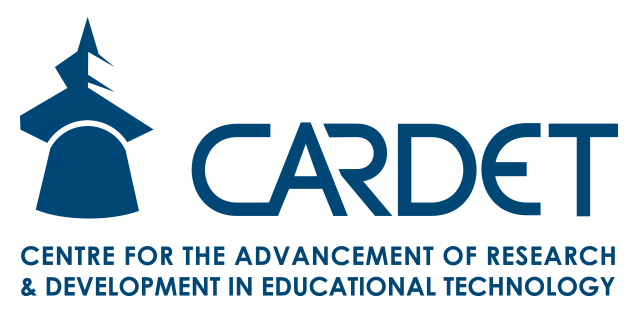 CARDET
CENTRE FOR THE ADVANCEMENT OF RESEARCH
& DEVELOPMENT IN EDUCATIONAL TECHNOLOGY